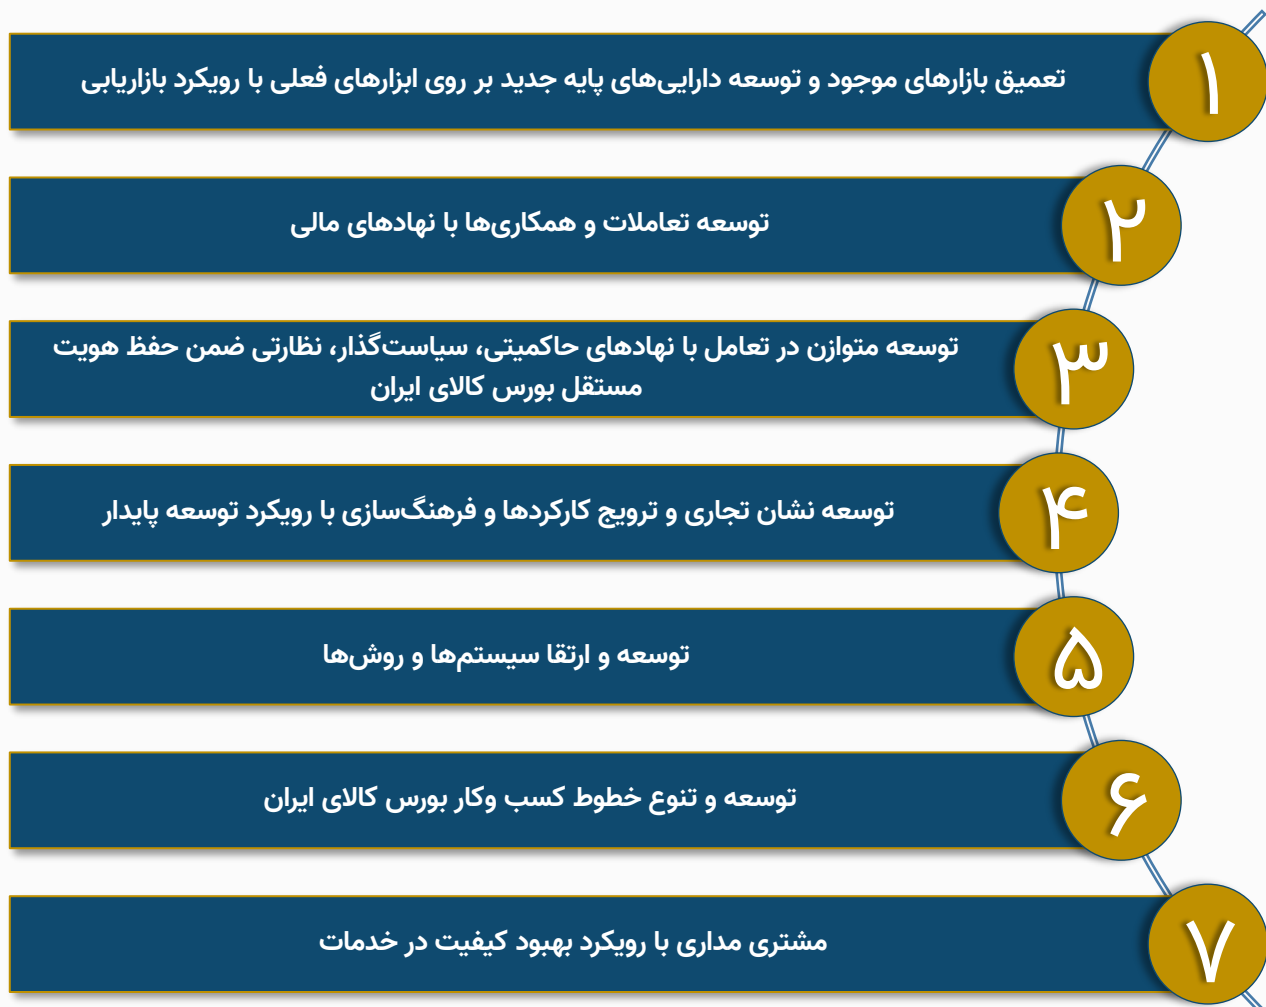 ۱
تعمیق بازارهای موجود و توسعه دارایی‌های پایه جدید بر روی ابزارهای فعلی با رویکرد بازاریابی
۲
توسعه تعاملات و همکاری‌ها با نهادهای مالی
۳
توسعه متوازن در تعامل با نهادهای حاکمیتی، سیاست‌گذار، نظارتی ضمن حفظ هویت
مستقل بورس کالای ایران
۴
توسعه نشان تجاری و ترویج کارکردها و فرهنگ‌سازی با رویکرد توسعه پایدار
۵
توسعه و ارتقا سیستم‌ها و روش‌ها
۶
توسعه و تنوع خطوط کسب وکار بورس کالای ایران
۷
مشتری مداری با رویکرد بهبود کیفیت در خدمات